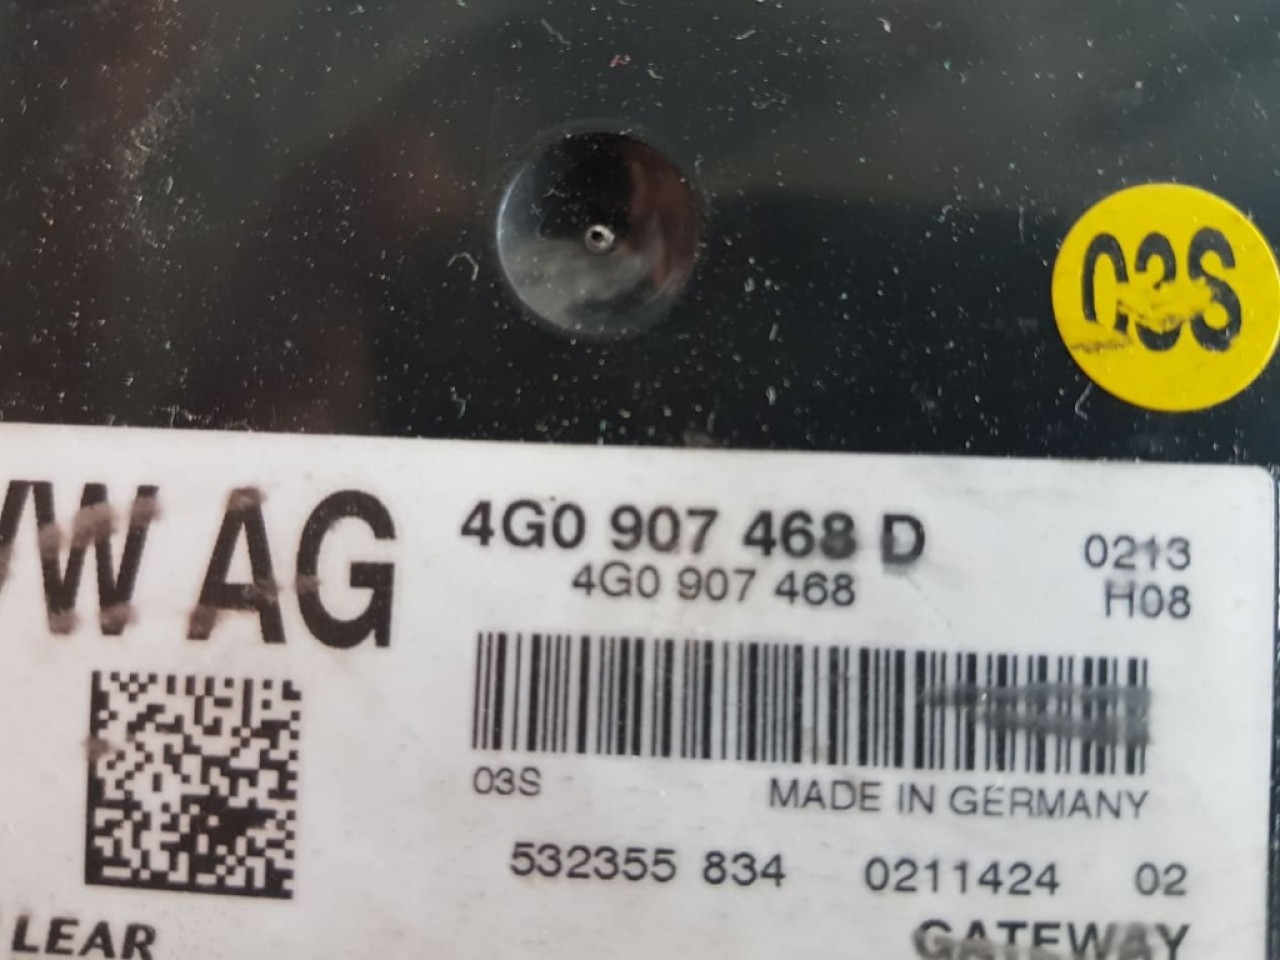 03S
VW AG
4G0 907 468 D
4G0 907 468
0213
H08
03S
MADE IN GERMANY
532355 834 0211424 02
LEAR
GATEWAY